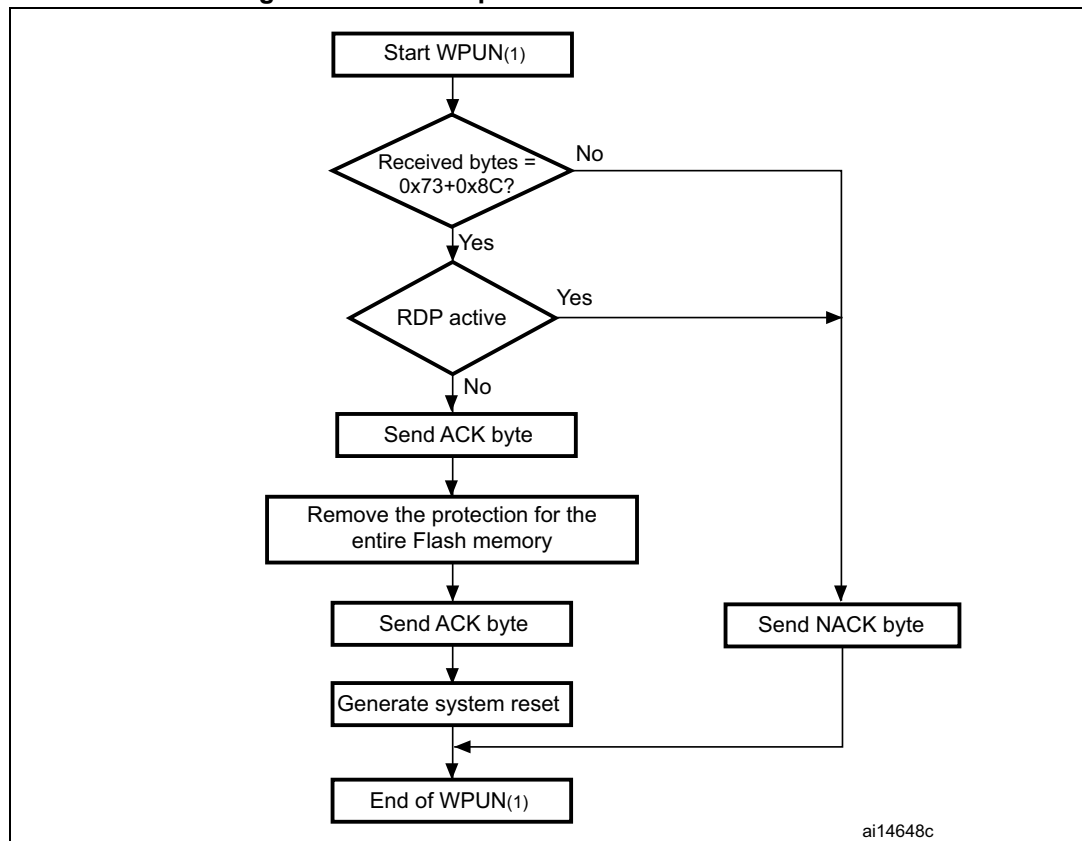 Start WPUN(1)
Received bytes =
0x73+0x8C?
No
Yes
RDP active
Yes
No
Send ACK byte
Remove the protection for the
entire Flash memory
Send ACK byte
Send NACK byte
Generate system reset
End of WPUN(1)
ai14648c